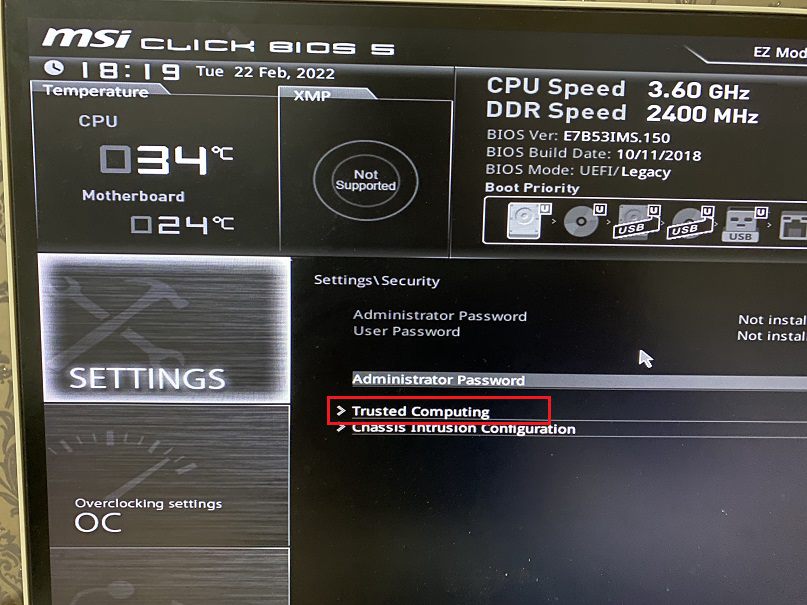 msi CLICK BIOS 5
EZ Mod
18:19 Tue 22 Feb, 2022
Temperature
CPU
034°C
Motherboard
024°C
XMP
Not
Supported
CPU Speed 3.60 GHz
DDR Speed 2400 MHz
BIOS Ver: E7B53IMS.150
BIOS Build Date: 10/11/2018
BIOS Mode: UEFI/Legacy
Boot Priority
U U U U U
USB USB USB
SETTINGS
Overclocking settings
OC
Settings\Security
Administrator Password Not instal
User Password Not instal
Administrator Password
> Trusted Computing
> Chassis Intrusion Configuration